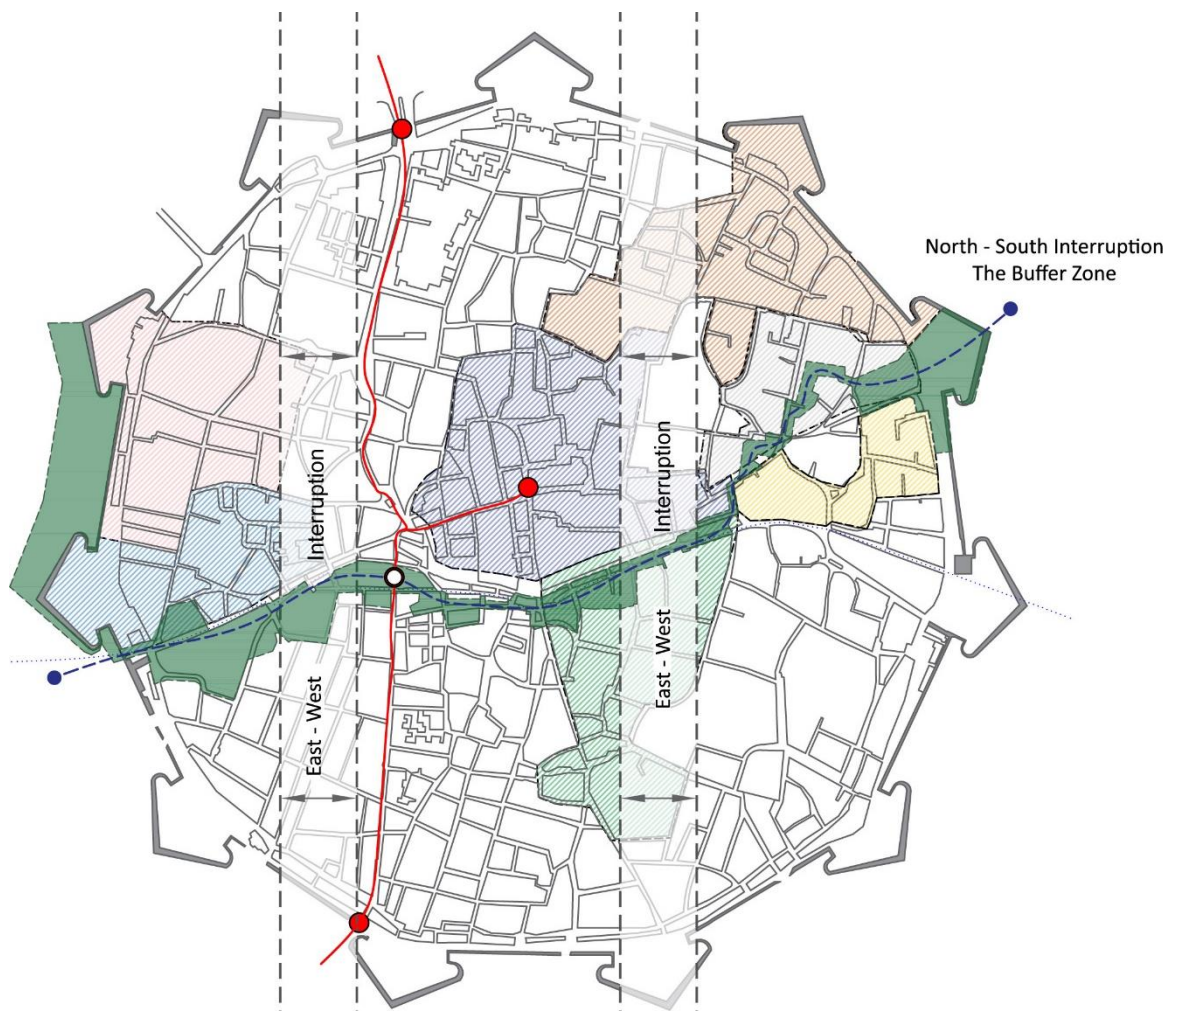 North - South Interruption
The Buffer Zone
East - West Interruption
East - West Interruption